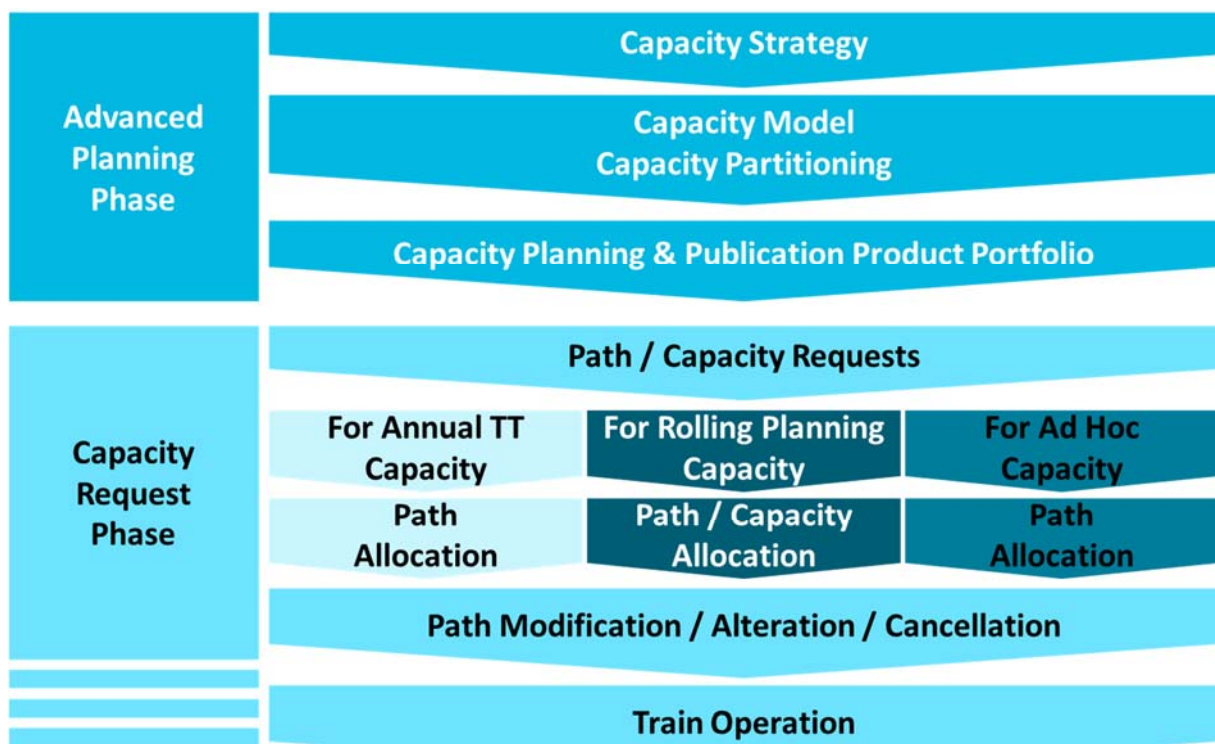 Advanced
Planning
Phase
Capacity Strategy
Capacity Model
Capacity Partitioning
Capacity Planning & Publication Product Portfolio
Capacity
Request
Phase
Path / Capacity Requests
For Annual TT
Capacity
For Rolling Planning
Capacity
For Ad Hoc
Capacity
Path
Allocation
Path / Capacity
Allocation
Path
Allocation
Path Modification / Alteration / Cancellation
Train Operation